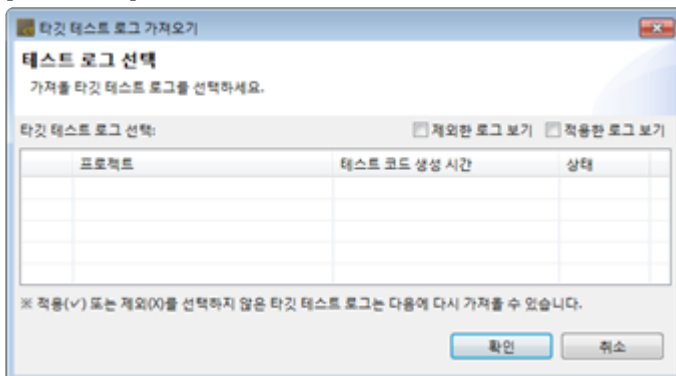 타깃 테스트 로그 가져오기
테스트 로그 선택
가져올 타깃 테스트 로그를 선택하세요.
타깃 테스트 로그 선택: 제외한 로그 보기 적용한 로그 보기
프로젝트 테스트 코드 생성 시간 상태
※ 적용(✓) 또는 제외(X)를 선택하지 않은 타깃 테스트 로그는 다음에 다시 가져올 수 있습니다.
확인 취소